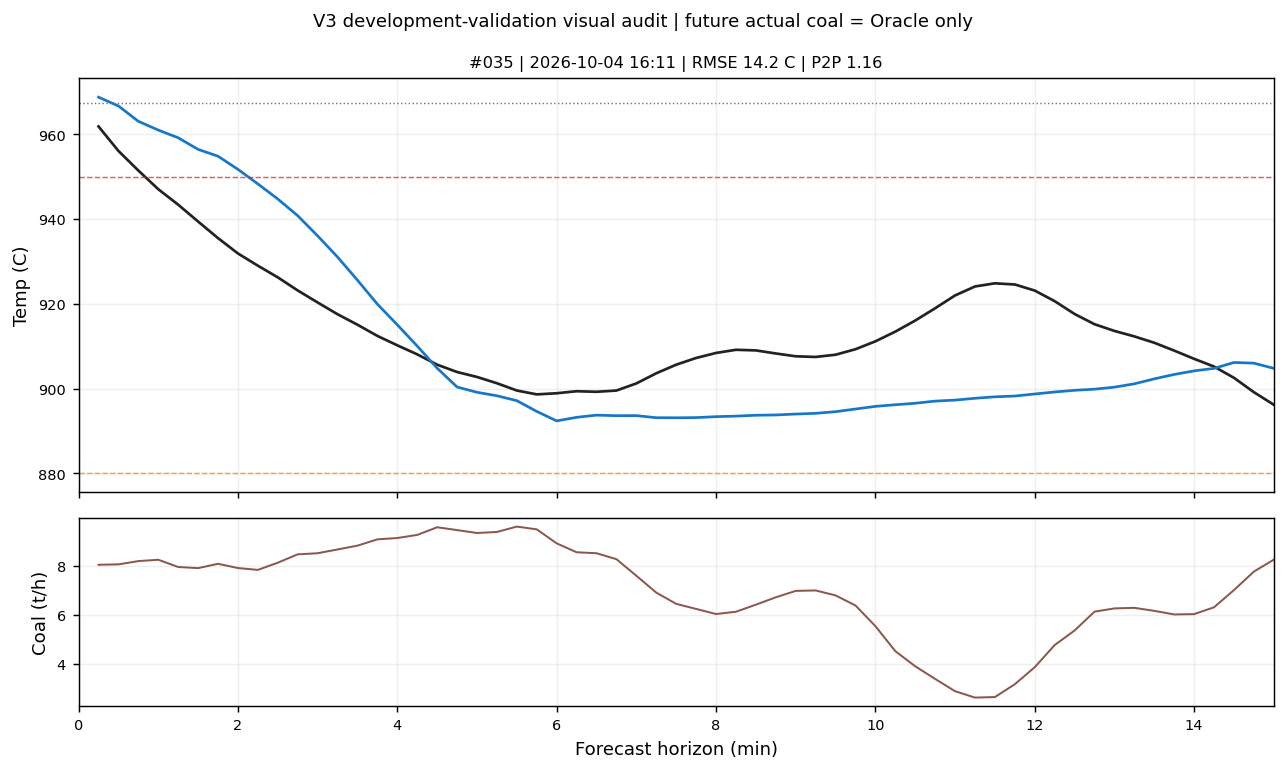 V3 development-validation visual audit | future actual coal = Oracle only
#035 | 2026-10-04 16:11 | RMSE 14.2 C | P2P 1.16
Temp (C)
960
940
920
900
880
Coal (t/h)
8
6
4
0 2 4 6 8 10 12 14
Forecast horizon (min)